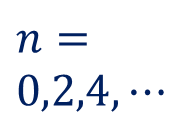 n =
0,2,4, ⋯